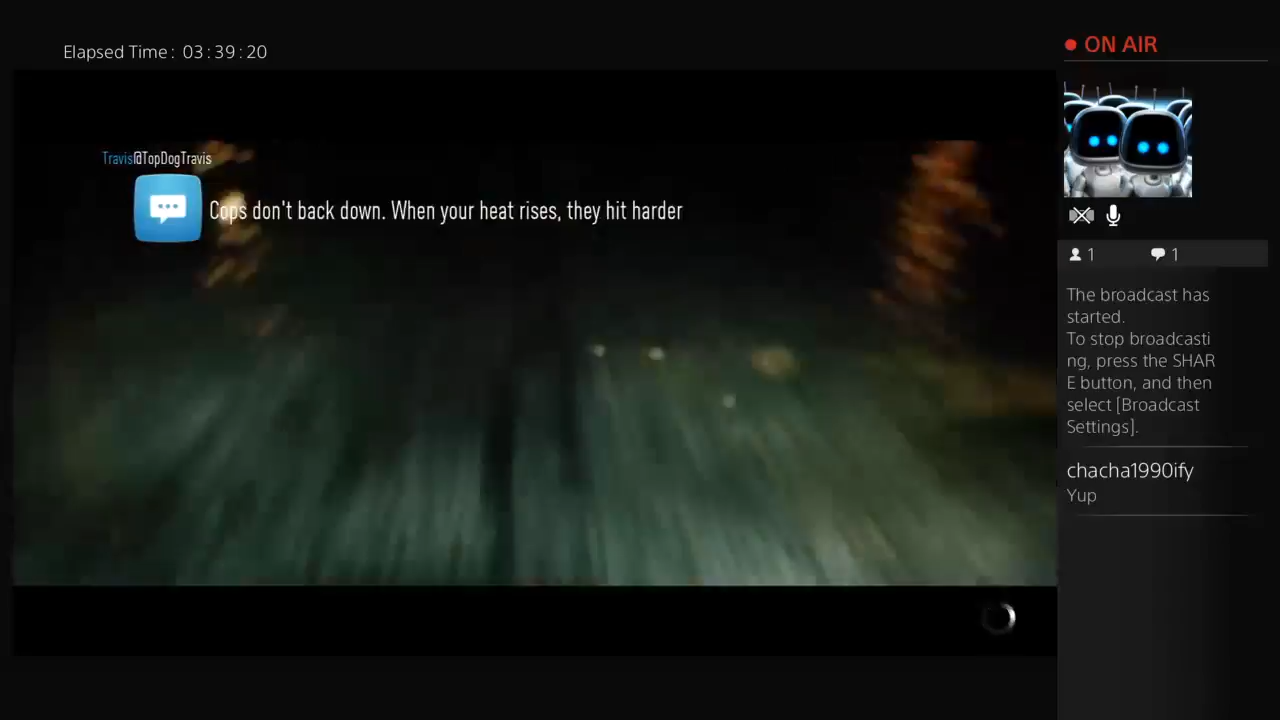 Elapsed Time: 03:39:20
ON AIR
Travis@TopDogTravis
Cops don't back down. When your heat rises, they hit harder
1
1
The broadcast has
started.
To stop broadcasti
ng, press the SHAR
E button, and then
select [Broadcast
Settings].
chacha1990ify
Yup